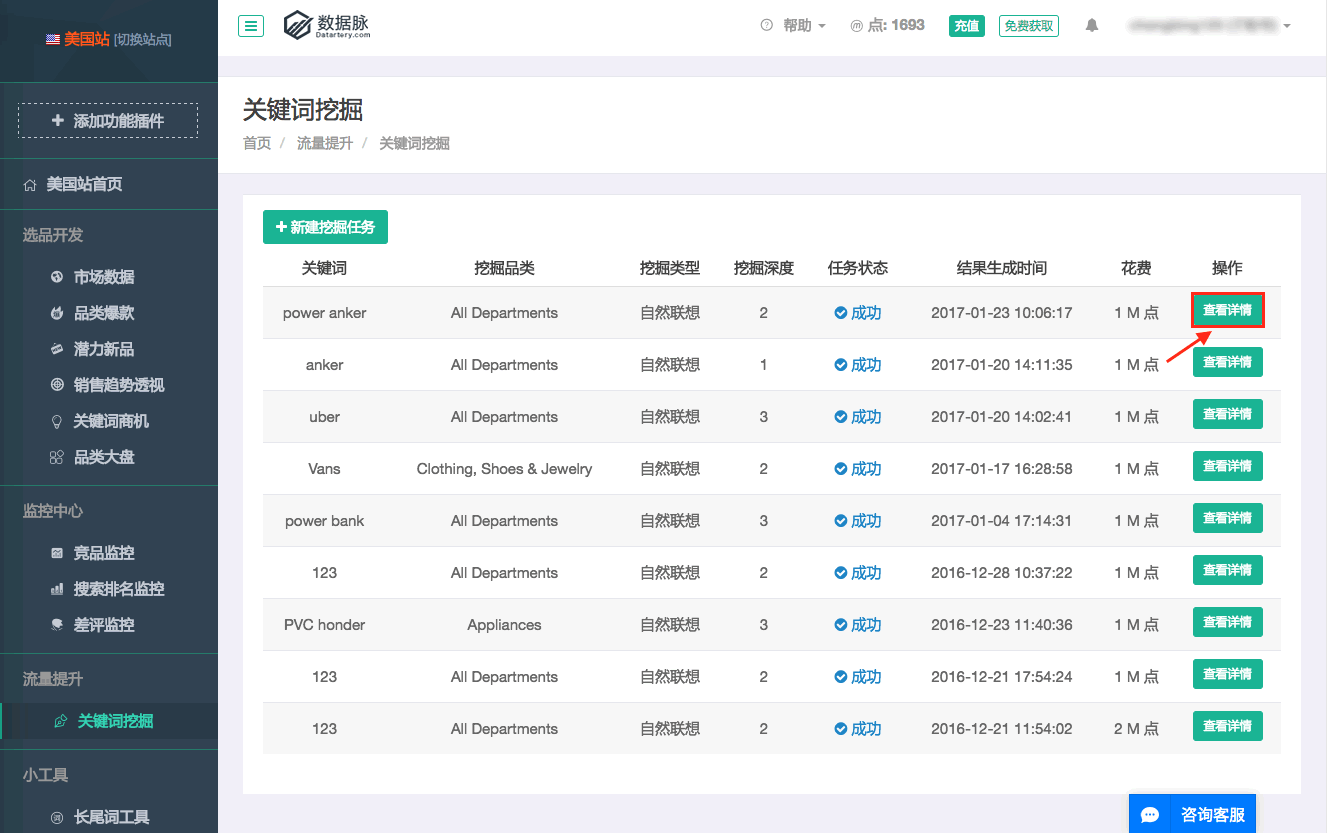 美国站 [切换站点]
数据脉
Datartery.com
帮助
点: 1693
充值
免费获取
添加功能插件
美国站首页
选品开发
市场数据
品类爆款
潜力新品
销售趋势透视
关键词商机
品类大盘
监控中心
竞品监控
搜索排名监控
差评监控
流量提升
关键词挖掘
小工具
长尾词工具
关键词挖掘
首页 / 流量提升 / 关键词挖掘
+ 新建挖掘任务
关键词 挖掘品类 挖掘类型 挖掘深度 任务状态 结果生成时间 花费 操作
power anker All Departments 自然联想 2 成功 2017-01-23 10:06:17 1 M 点 查看详情
anker All Departments 自然联想 1 成功 2017-01-20 14:11:35 1 M 点 查看详情
uber All Departments 自然联想 3 成功 2017-01-20 14:02:41 1 M 点 查看详情
Vans Clothing, Shoes & Jewelry 自然联想 2 成功 2017-01-17 16:28:58 1 M 点 查看详情
power bank All Departments 自然联想 3 成功 2017-01-04 17:14:31 1 M 点 查看详情
123 All Departments 自然联想 2 成功 2016-12-28 10:37:22 1 M 点 查看详情
PVC honder Appliances 自然联想 3 成功 2016-12-23 11:40:36 1 M 点 查看详情
123 All Departments 自然联想 2 成功 2016-12-21 17:54:24 1 M 点 查看详情
123 All Departments 自然联想 2 成功 2016-12-21 11:54:02 2 M 点 查看详情
咨询客服